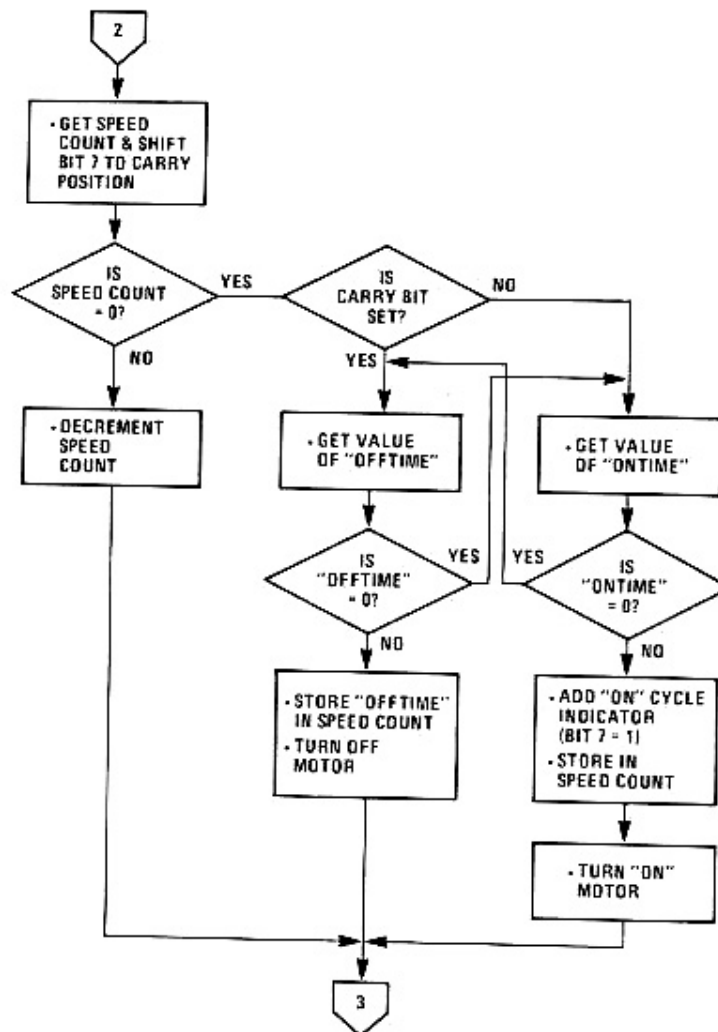 2
• GET SPEED
COUNT & SHIFT
BIT 7 TO CARRY
POSITION
IS
SPEED COUNT
= 0?
YES
IS
CARRY BIT
SET?
NO
YES
NO
• DECREMENT
SPEED
COUNT
• GET VALUE
OF "OFFTIME"
• GET VALUE
OF "ONTIME"
IS
"OFFTIME"
= 0?
YES
YES
IS
"ONTIME"
= 0?
NO
NO
• STORE "OFFTIME"
IN SPEED COUNT
• TURN OFF
MOTOR
• ADD "ON" CYCLE
INDICATOR
(BIT 7 = 1)
• STORE IN
SPEED COUNT
• TURN "ON"
MOTOR
3